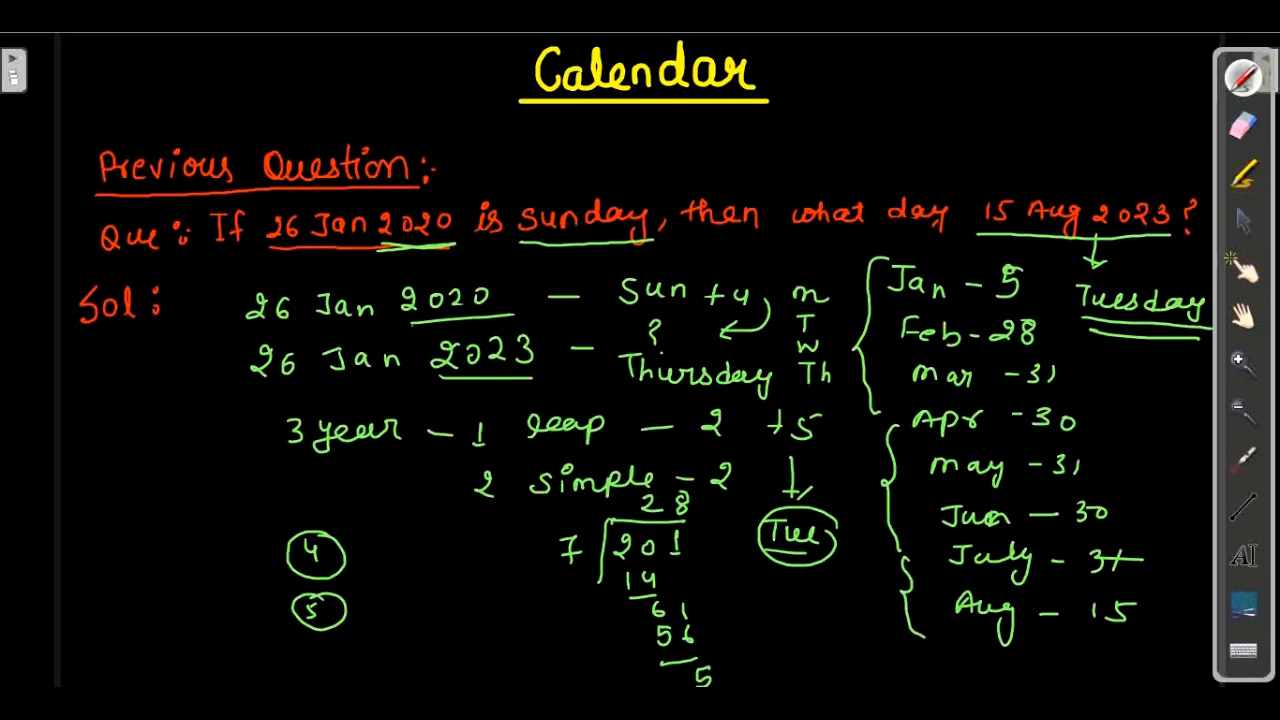 Calendar
Previous Question:
Que: If 26 Jan 2020 is sunday, then what day 15 Aug 2023?
Sol:
26 Jan 2020 — Sun +4
?
26 Jan 2023 — Thursday
M
T
W
Th
3 year — 1 leap — 2 +5
2 simple — 2
Tue
28
7 201
14
61
56
5
4
5
Jan - 5
Feb - 28
Mar - 31
Apr - 30
May - 31
Jun — 30
July - 31
Aug — 15
Tuesday
AI